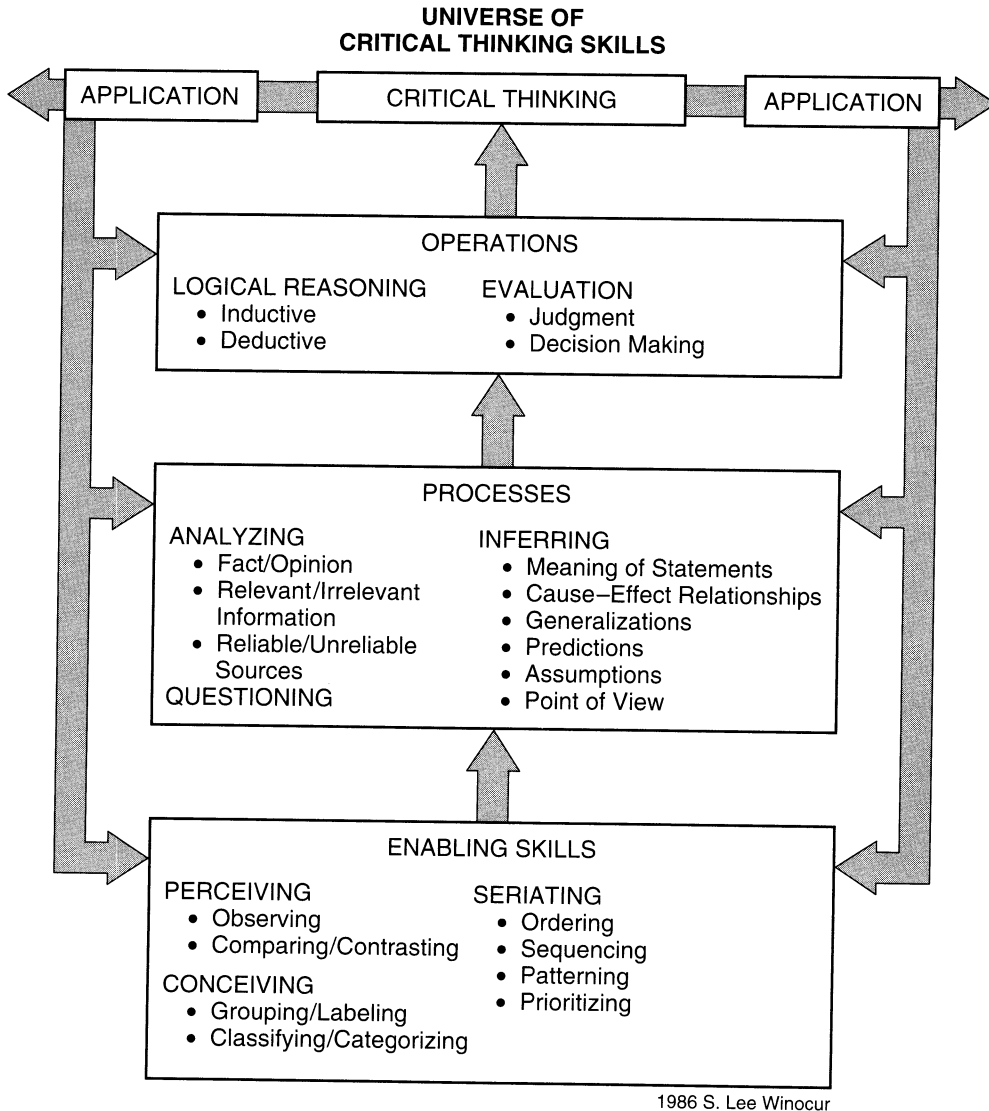 UNIVERSE OF
CRITICAL THINKING SKILLS
APPLICATION
CRITICAL THINKING
APPLICATION
OPERATIONS
LOGICAL REASONING
• Inductive
• Deductive
EVALUATION
• Judgment
• Decision Making
PROCESSES
ANALYZING
• Fact/Opinion
• Relevant/Irrelevant
Information
• Reliable/Unreliable
Sources
QUESTIONING
INFERRING
• Meaning of Statements
• Cause–Effect Relationships
• Generalizations
• Predictions
• Assumptions
• Point of View
ENABLING SKILLS
PERCEIVING
• Observing
• Comparing/Contrasting
CONCEIVING
• Grouping/Labeling
• Classifying/Categorizing
SERIATING
• Ordering
• Sequencing
• Patterning
• Prioritizing
1986 S. Lee Winocur